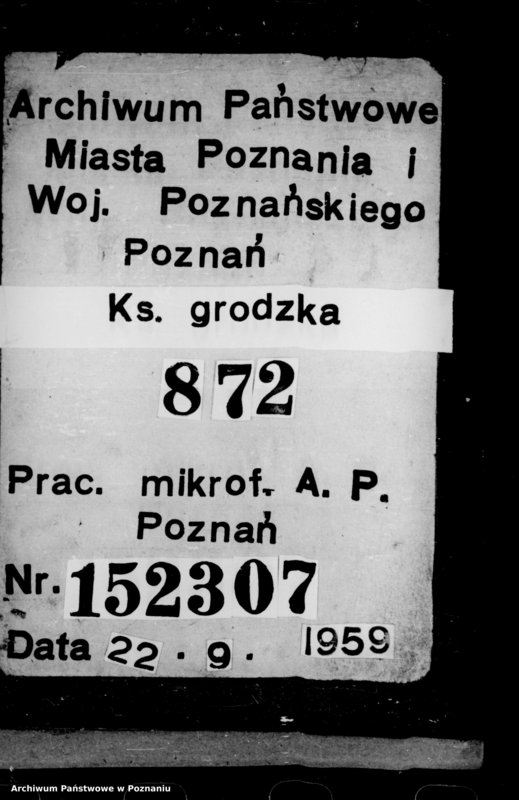 Archiwum Państwowe
Miasta Poznania i
Woj. Poznańskiego
Poznań
Ks. grodzka
872
Prac. mikrof. A. P.
Poznań
Nr. 152307
Data 22. 9. 1959
Archiwum Państwowe w Poznaniu